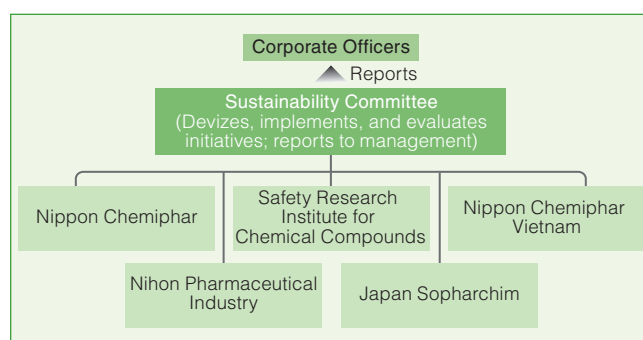 Corporate Officers
Reports
Sustainability Committee
(Devizes, implements, and evaluates
initiatives; reports to management)
Nippon Chemiphar
Safety Research
Institute for
Chemical Compounds
Nippon Chemiphar
Vietnam
Nihon Pharmaceutical
Industry
Japan Sopharchim